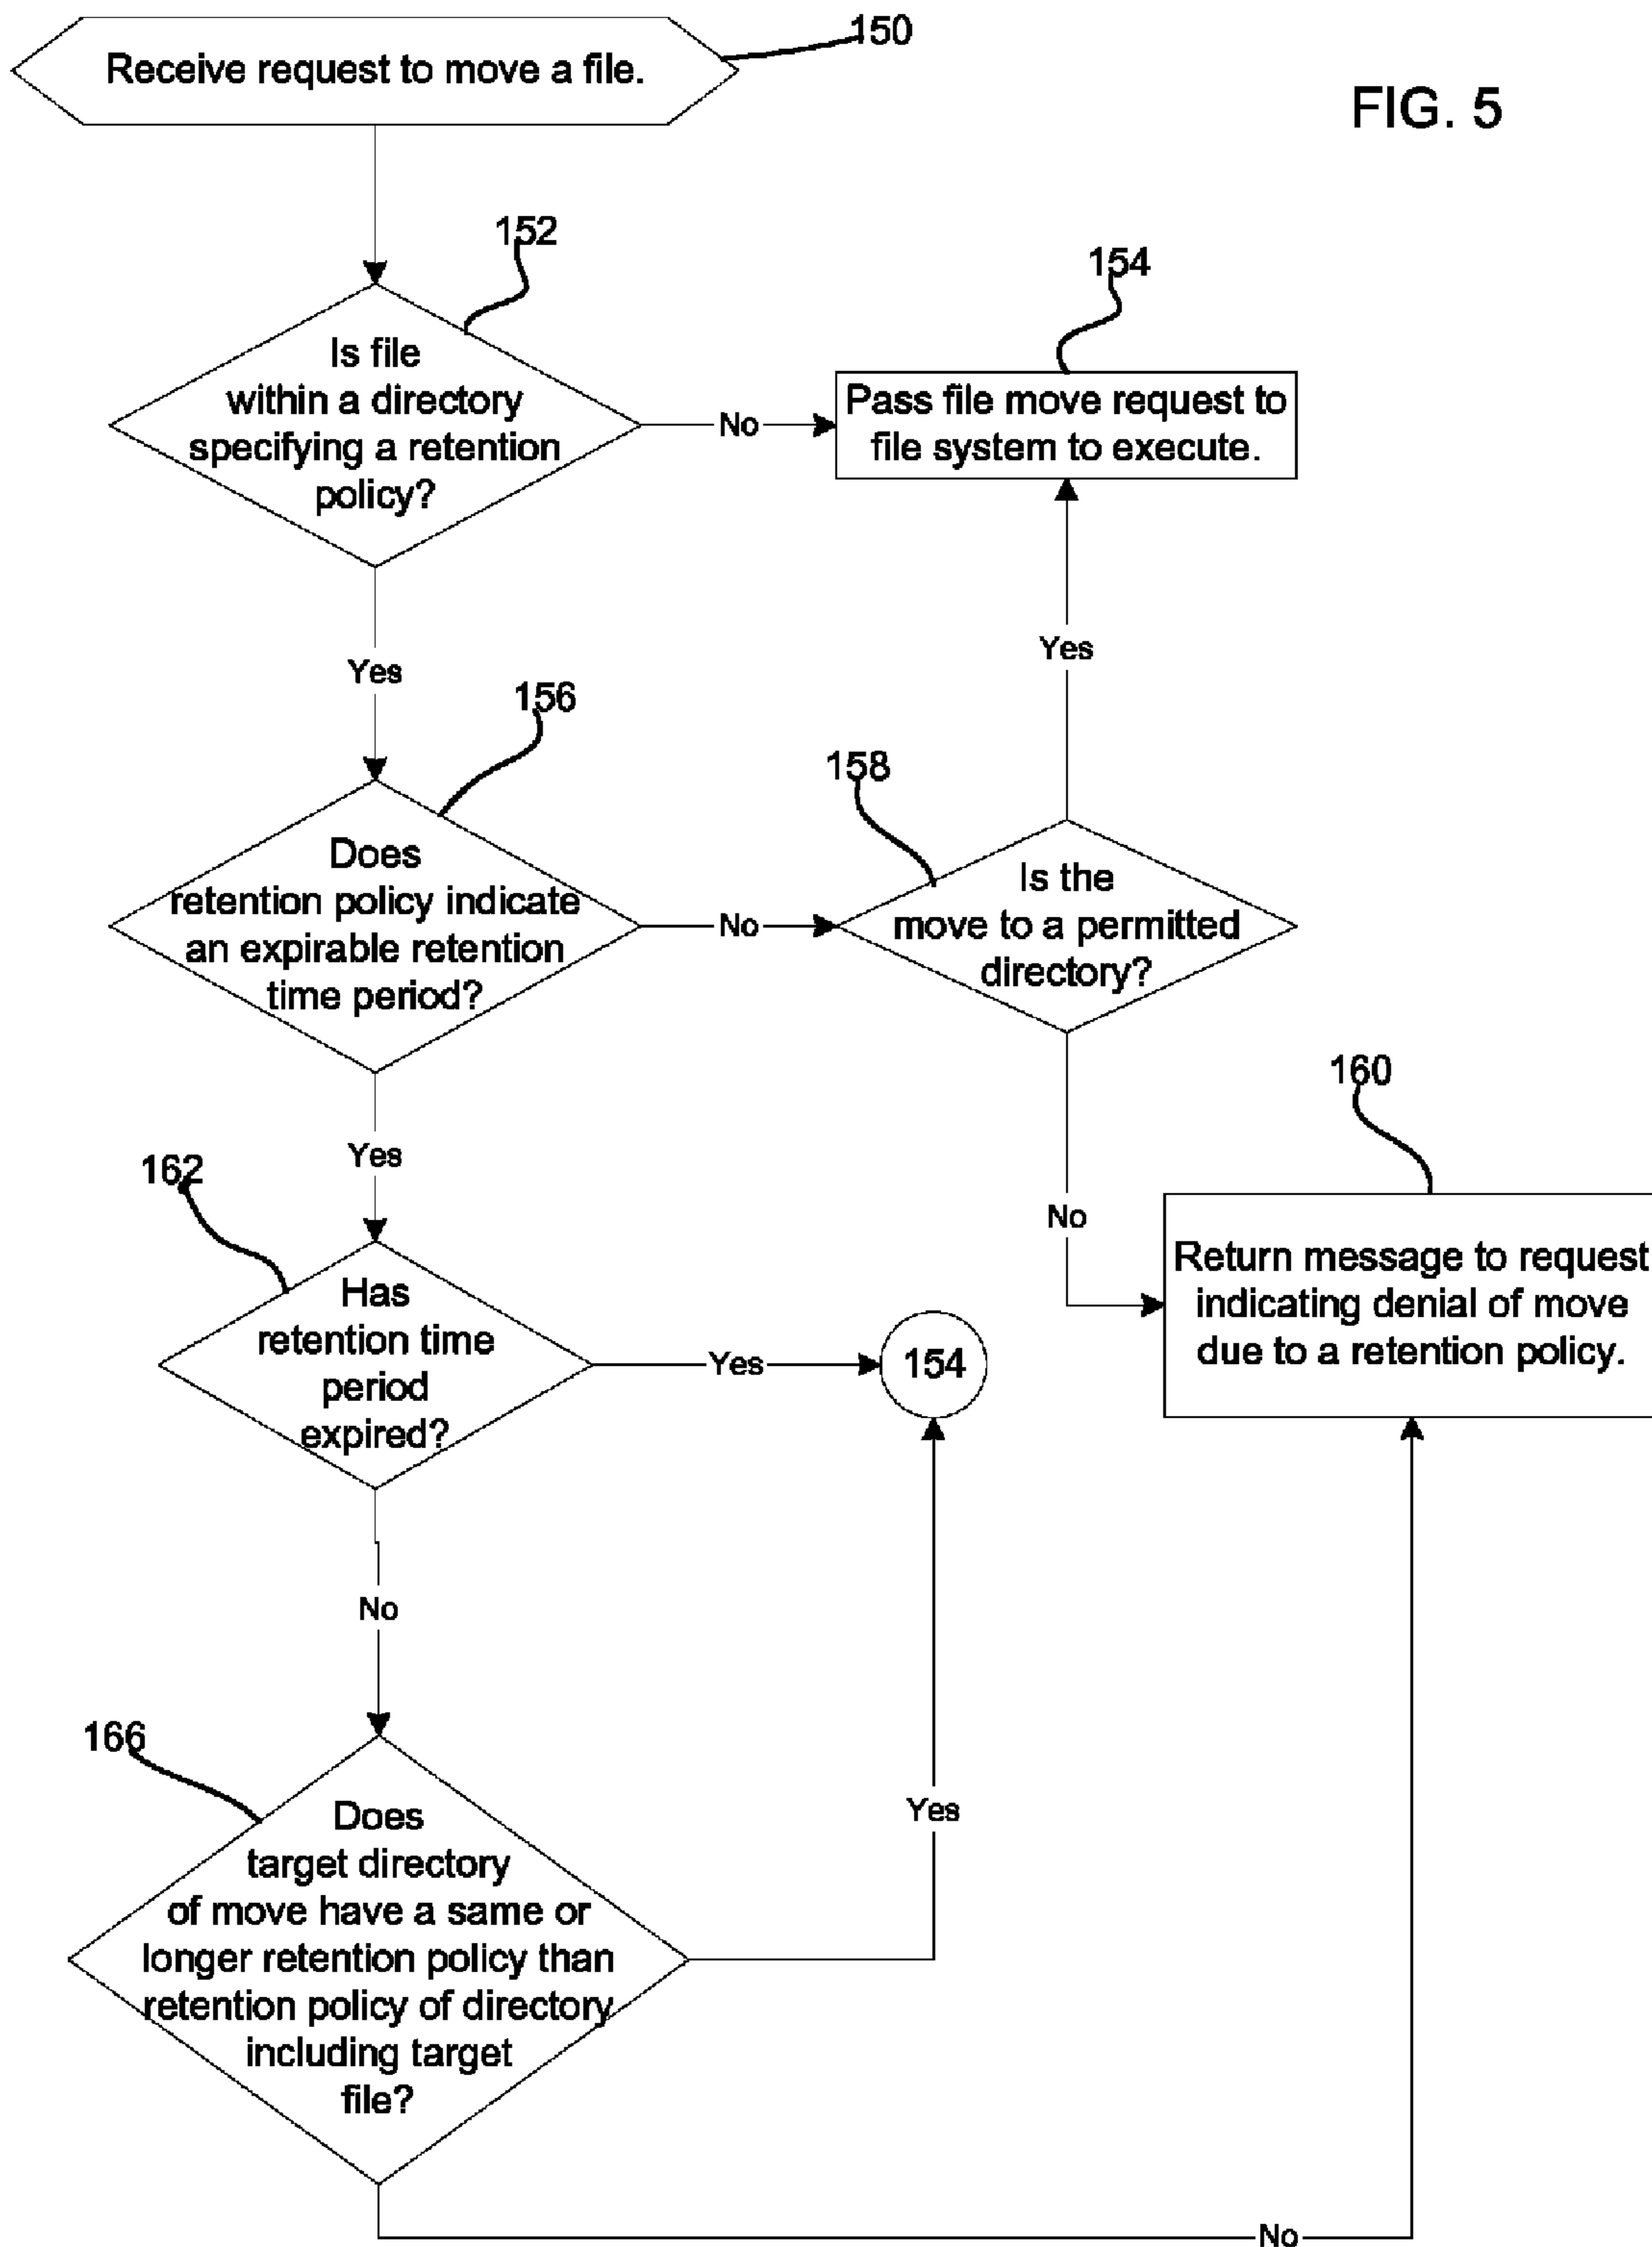 150
Receive request to move a file.
FIG. 5
152
154
Is file
within a directory
specifying a retention
policy?
No
Pass file move request to
file system to execute.
Yes
Yes
156
158
Does
retention policy indicate
an expirable retention
time period?
No
Is the
move to a permitted
directory?
160
Yes
162
No
Return message to request
indicating denial of move
due to a retention policy.
Has
retention time
period
expired?
Yes
154
No
166
Yes
Does
target directory
of move have a same or
longer retention policy than
retention policy of directory
including target
file?
No